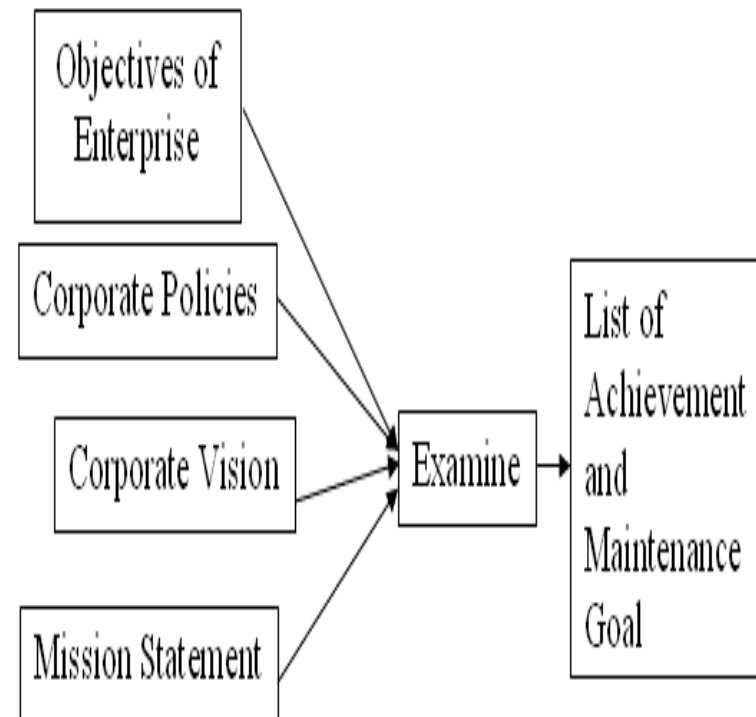 Objectives of
Enterprise
Corporate Policies
Corporate Vision
Mission Statement
Examine
List of
Achievement
and
Maintenance
Goal